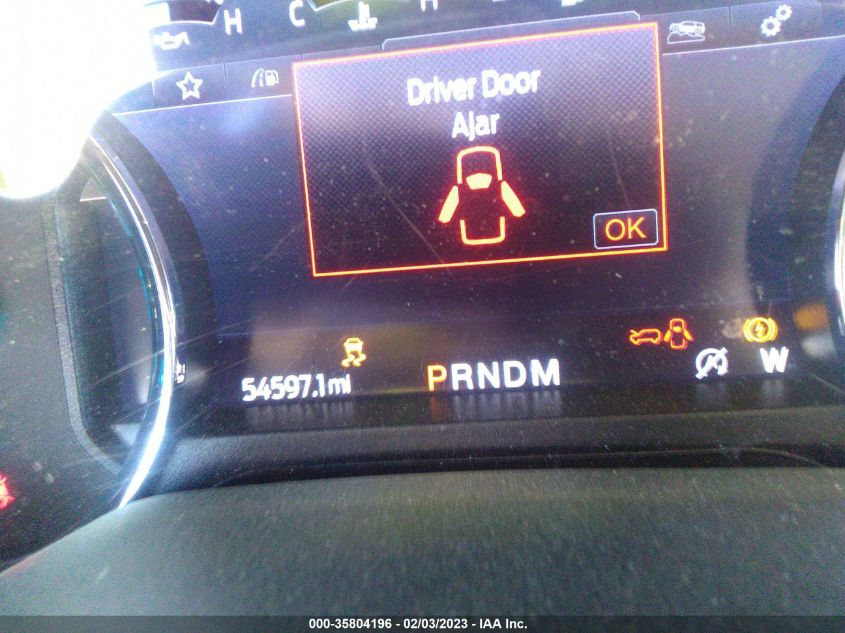 H C H
Driver Door
Ajar
OK
54597.1mi PRNDM W
000-35804196 - 02/03/2023 - IAA Inc.